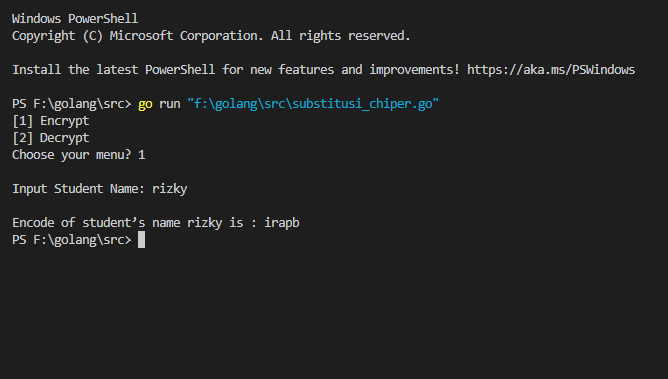 Windows PowerShell
Copyright (C) Microsoft Corporation. All rights reserved.
Install the latest PowerShell for new features and improvements! https://aka.ms/PSWindows
PS F:\golang\src> go run "f:\golang\src\substitusi_chiper.go"
[1] Encrypt
[2] Decrypt
Choose your menu? 1
Input Student Name: rizky
Encode of student’s name rizky is : irapb
PS F:\golang\src>